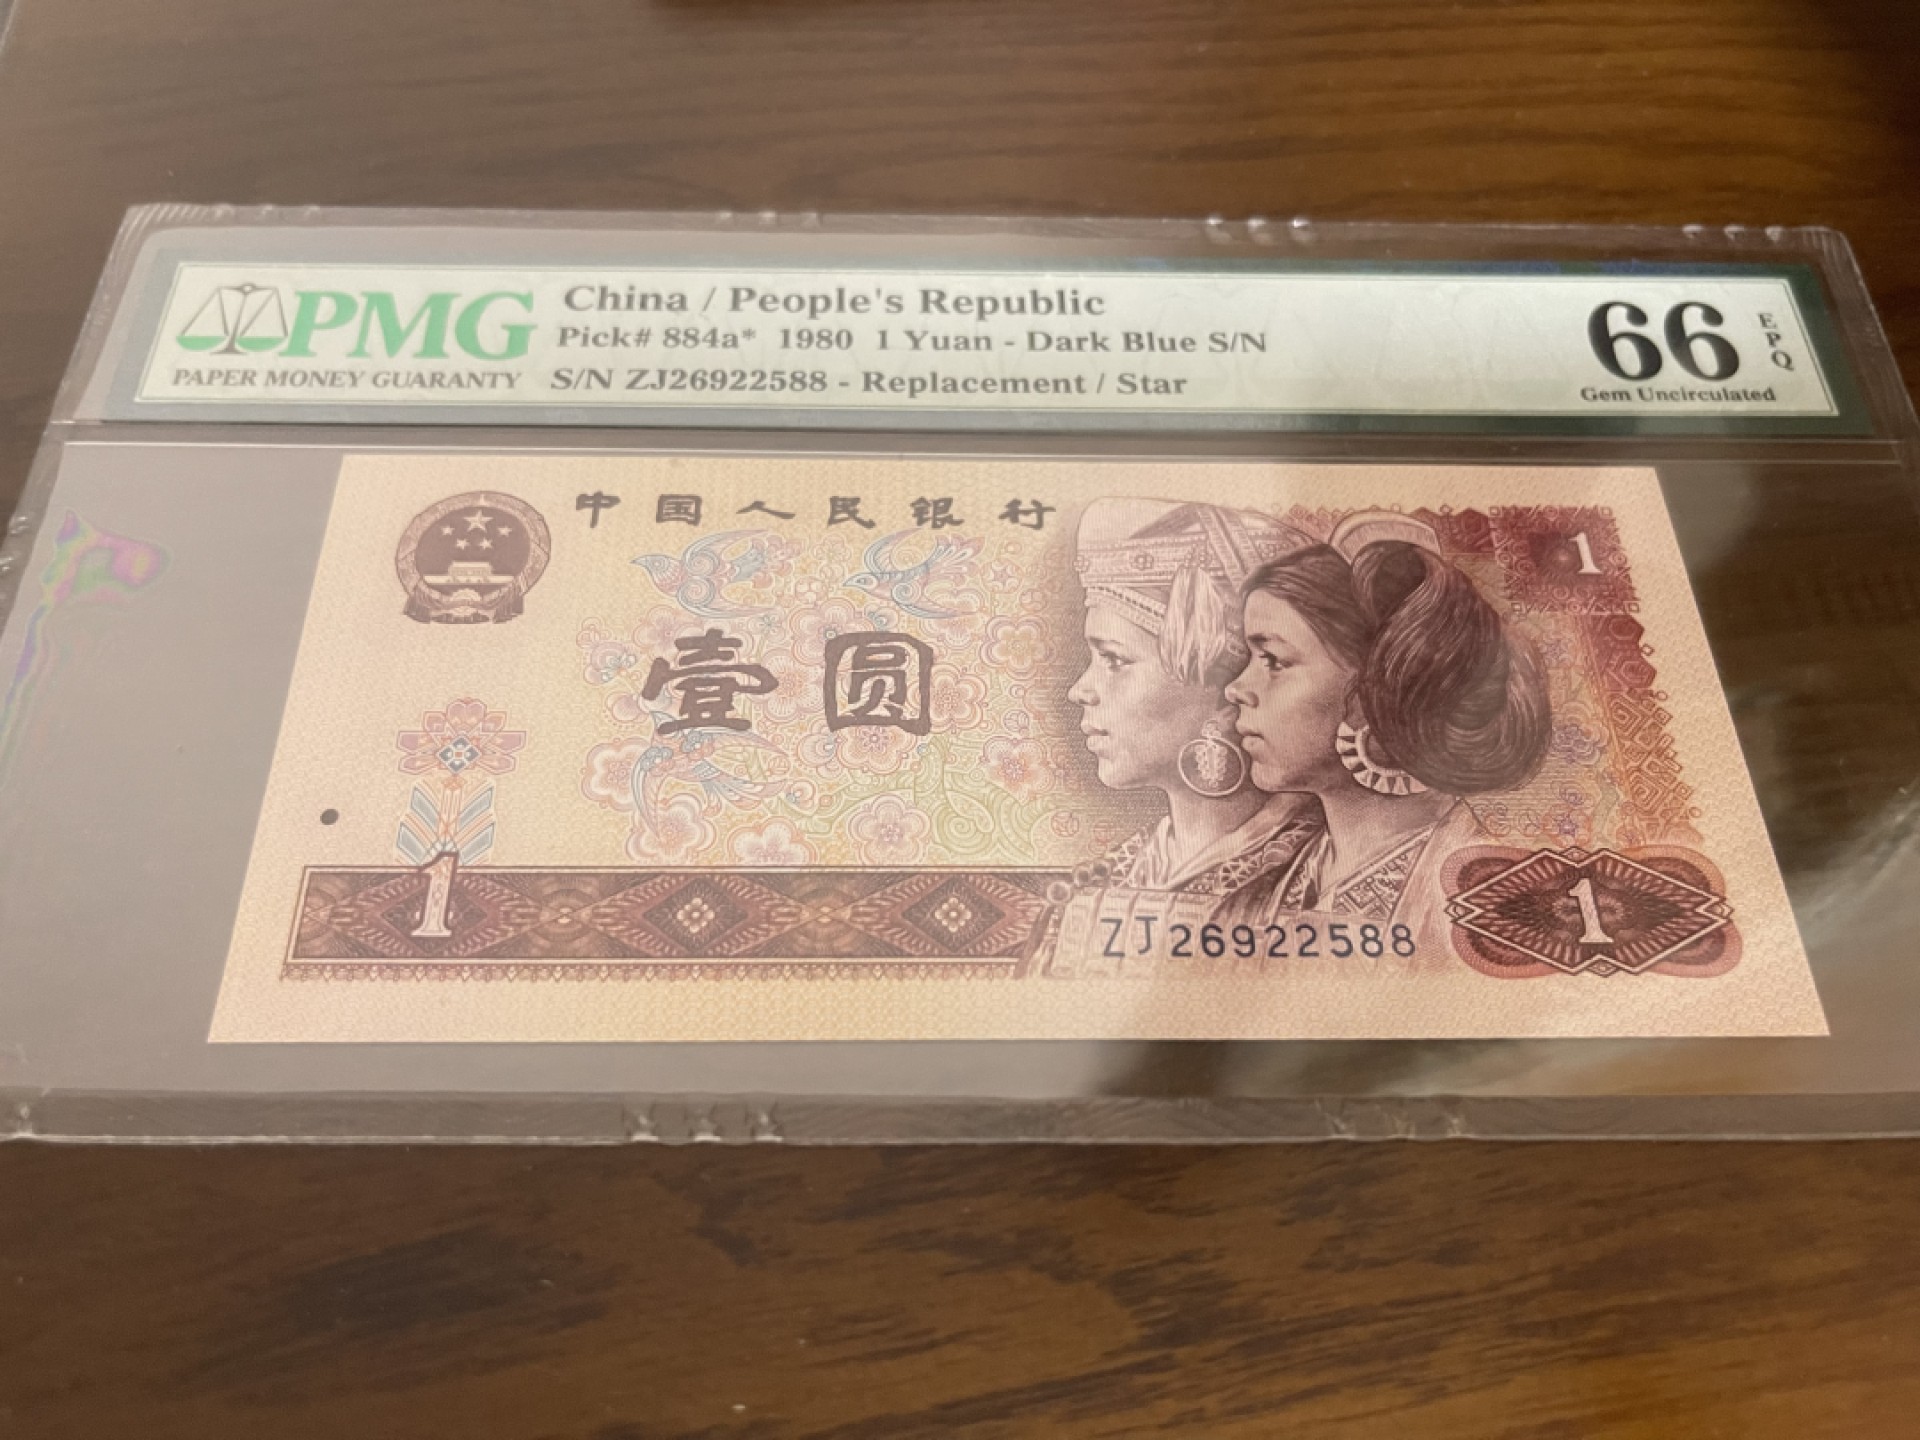 PMG
PAPER MONEY GUARANTY
China / People's Republic
Pick# 884a* 1980 1 Yuan - Dark Blue S/N
S/N ZJ26922588 - Replacement / Star
66
EPQ
Gem Uncirculated
中国人民银行
1
壹圆
1
ZJ26922588
1